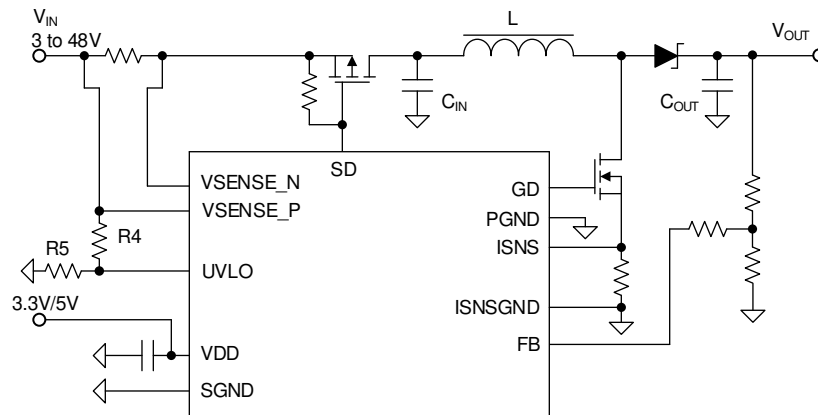 VIN
3 to 48V
L
VOUT
CIN
COUT
SD
VSENSE_N
VSENSE_P
GD
PGND
ISNS
R4
R5
UVLO
3.3V/5V
ISNSGND
VDD
FB
SGND